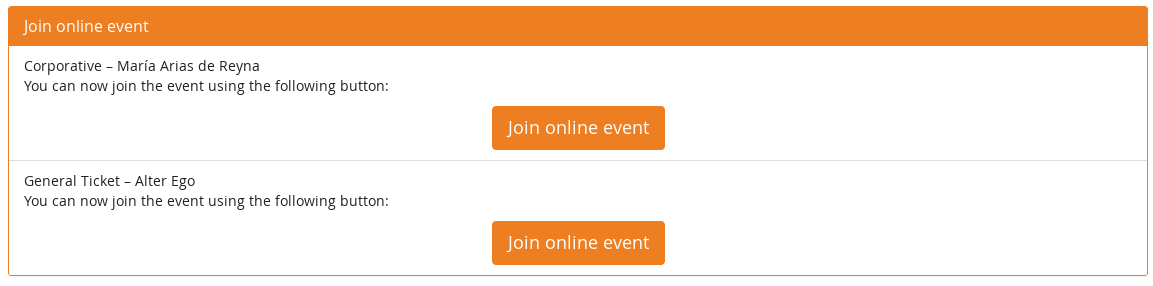 Join online event
Corporative – María Arias de Reyna
You can now join the event using the following button:
Join online event
General Ticket – Alter Ego
You can now join the event using the following button:
Join online event